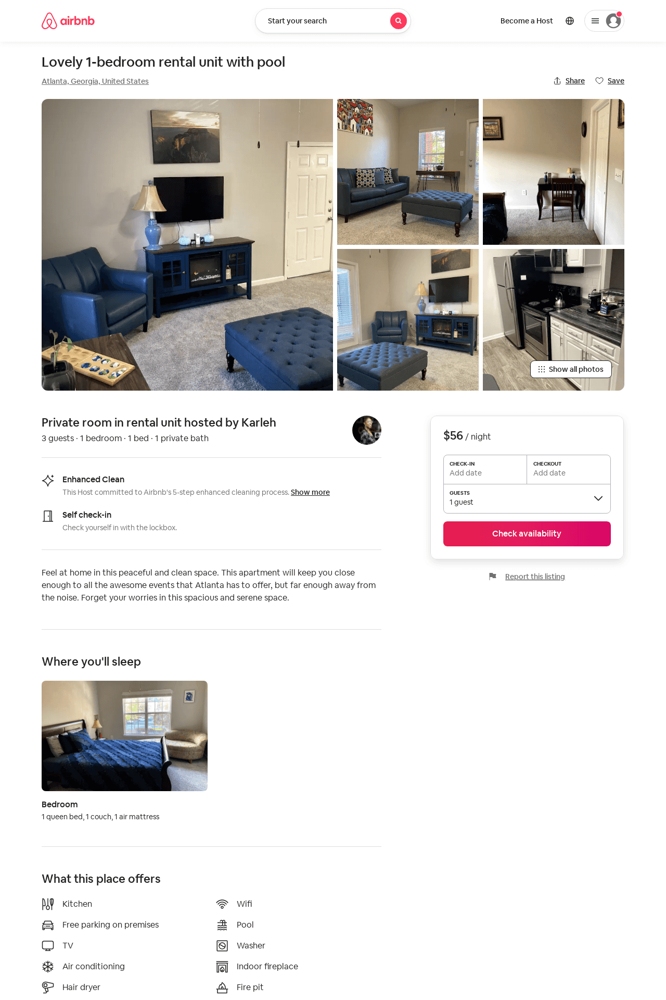 airbnb
Start your search
Become a Host
Lovely 1-bedroom rental unit with pool
Atlanta, Georgia, United States
Share
Save
Show all photos
Private room in rental unit hosted by Karleh
3 guests · 1 bedroom · 1 bed · 1 private bath
Enhanced Clean
This Host committed to Airbnb's 5-step enhanced cleaning process. Show more
Self check-in
Check yourself in with the lockbox.
$56 / night
CHECK-IN
Add date
CHECKOUT
Add date
GUESTS
1 guest
Check availability
Report this listing
Feel at home in this peaceful and clean space. This apartment will keep you close
enough to all the awesome events that Atlanta has to offer, but far enough away from
the noise. Forget your worries in this spacious and serene space.
Where you'll sleep
Bedroom
1 queen bed, 1 couch, 1 air mattress
What this place offers
Kitchen
Wifi
Free parking on premises
Pool
TV
Washer
Air conditioning
Indoor fireplace
Hair dryer
Fire pit